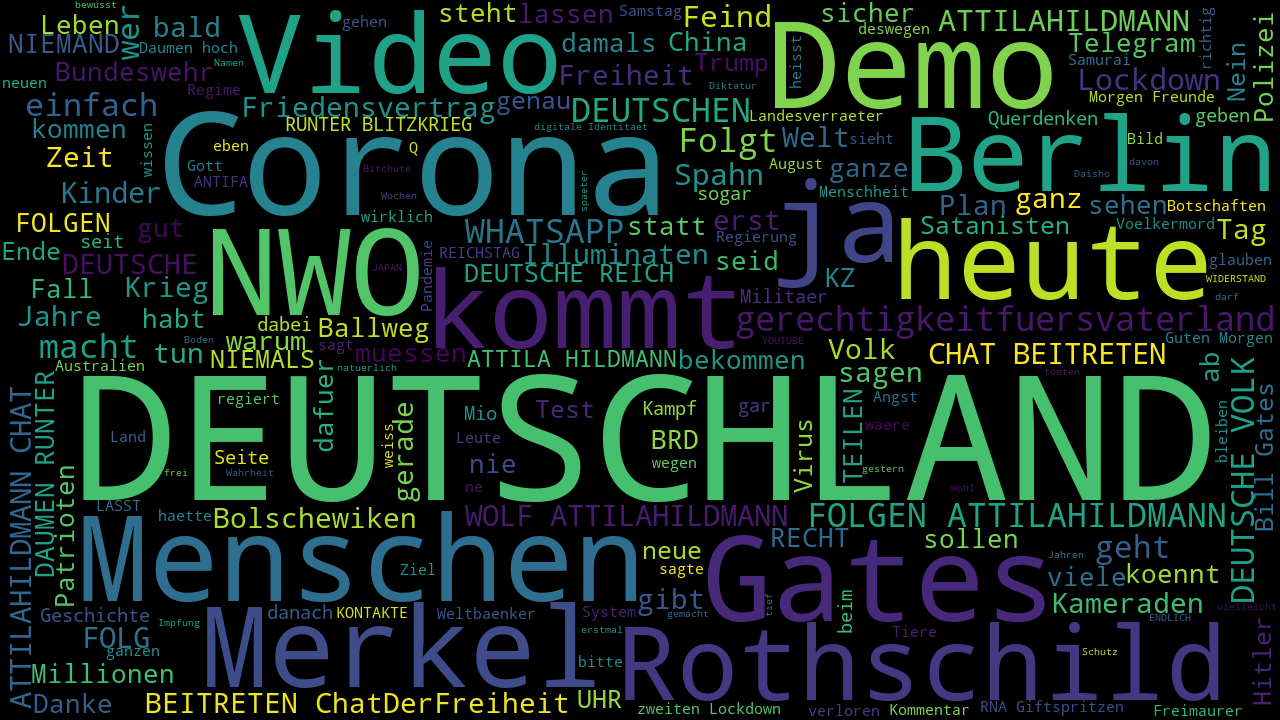 bewusst
Leben
bald
gehen
Video
steht
lassen
Samstag
Feind
sicher
ATTILAHILDMANN
richtig
NIEMAND
Daumen hoch
wer
damals
China
Demo
deswegen
Telegram
Nein
Polizei
Bundeswehr
Namen
Freiheit
Trump
heisst
Samurai
Lockdown
neuen
Regime
Diktatur
Morgen Freunde
einfach
Friedensvertrag
genau
DEUTSCHEN
Landesverraeter
Querdenken
geben
kommen
RUNTER BLITZKRIEG
digitale Identitaet
Folgt
Welt
sieht
Berlin
Bild
davon
wissen
Zeit
eben
Q
Corona
Gott
Bitchute
Spahn
August
ganze
Daisho
Kinder
ANTIFA
Wochen
spaeter
sogar
Menschheit
Plan
ganz
sehen
Botschaften
FOLGEN
gut
wirklich
WHATSAPP
statt
erst
ja
Satanisten
Voelkermord
Tag
Ende
seit
NWO
Pandemie
REICHSTAG
Illuminaten
Regierung
heute
glauben
DEUTSCHE
JAPAN
DEUTSCHE REICH
seid
KZ
WIDERSTAND
Fall
Krieg
kommt
Militaer
darf
Jahre
habt
dabei
Ballweg
gerechtigkeitfuersvaterland
macht
tun
warum
Boden
sagt
muessen
YOUTUBE
Volk
CHAT BEITRETEN
Guten Morgen
Australien
NIEMALS
natuerlich
ATTILA HILDMANN
bekommen
sagen
toeten
ab
ATTILAHILDMANN CHAT
DAUMEN RUNTER
regiert
dafuer
DEUTSCHLAND
gerade
Mio
Test
Kampf
gar
Angst
TEILEN
waere
bleiben
DEUTSCHE VOLK
Bill Gates
Land
weiss
Leute
BRD
Virus
Seite
Patrioten
frei
Wahrheit
ne
nie
wegen
gestern
wohl
LASST
haette
Bolschewiken
WOLF ATTILAHILDMANN
FOLGEN ATTILAHILDMANN
Menschen
neue
Gates
RECHT
sollen
geht
Ziel
sagte
Jahren
viele
koennt
Geschichte
Impfung
danach
KONTAKTE
Weltbaenker
System
gibt
gemacht
tief
beim
Kameraden
vielleicht
FOLG
ganzen
Merkel
erstmal
Tiere
ENDLICH
Millionen
bitte
Rothschild
Schutz
Hitler
Danke
BEITRETEN ChatDerFreiheit
UHR
zweiten Lockdown
verloren
Kommentar
RNA Giftspritzen
Freimaurer